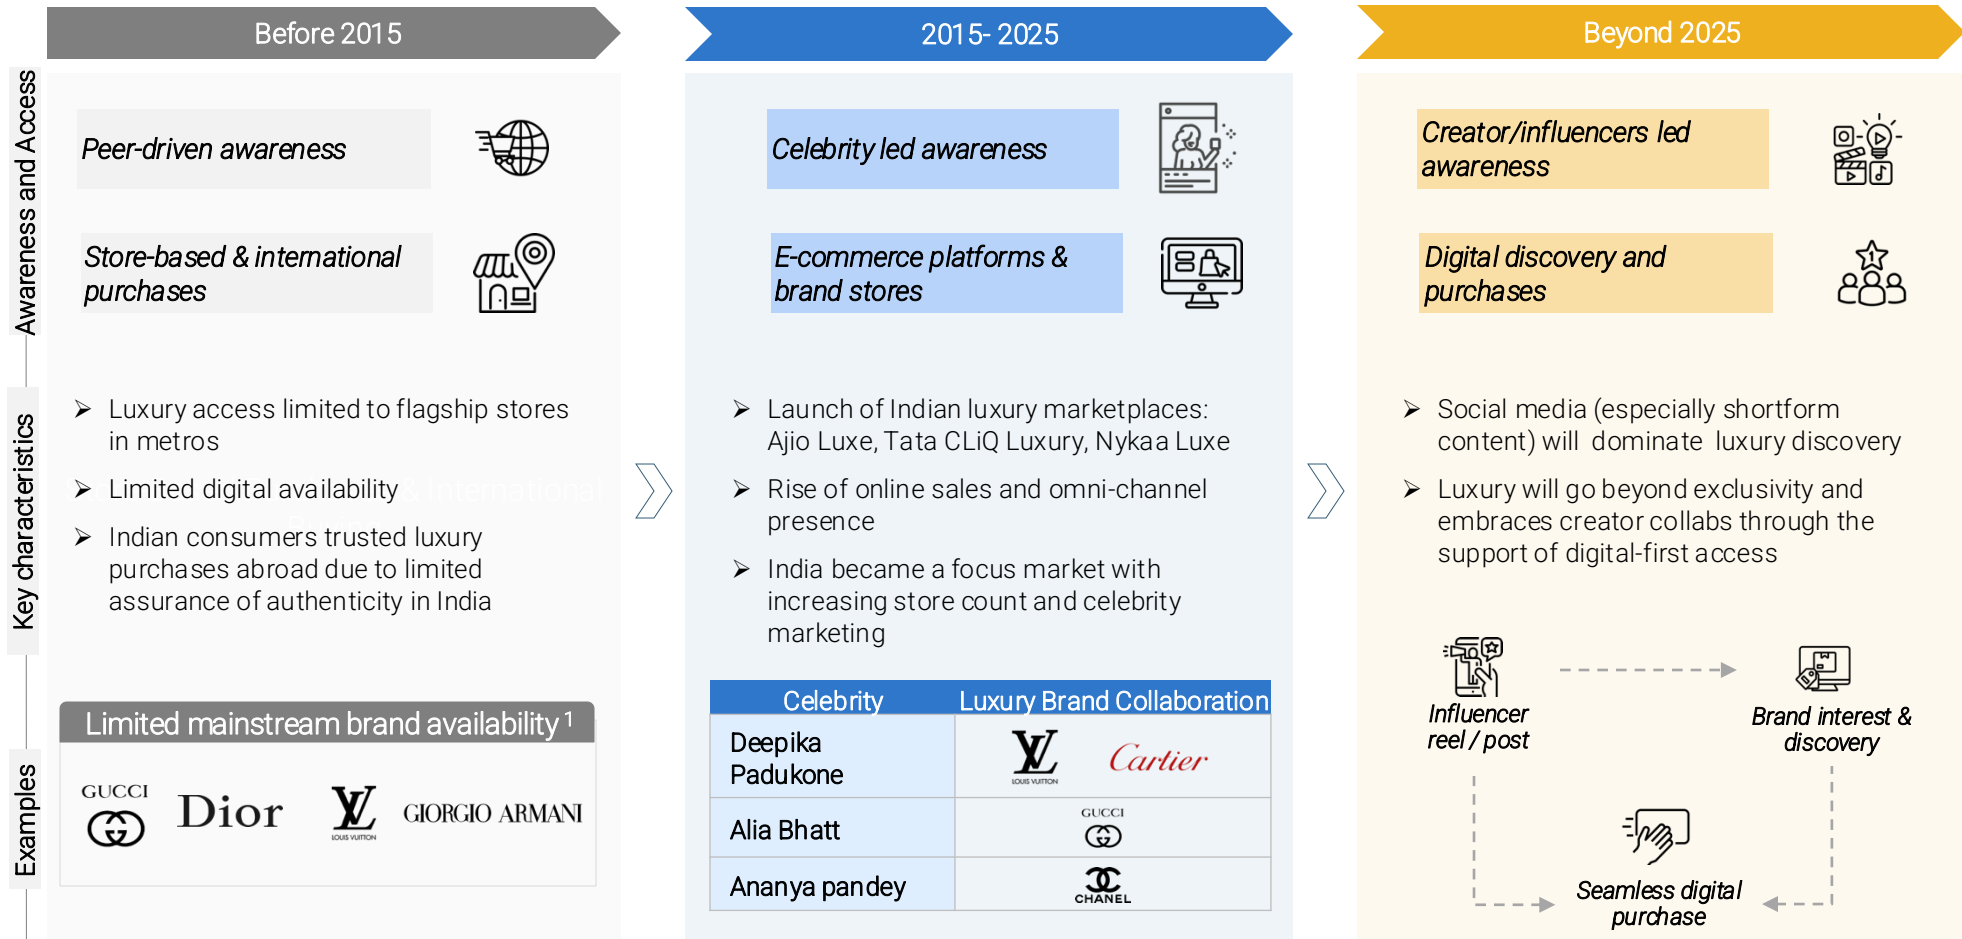 Before 2015
2015- 2025
Beyond 2025
Awareness and Access
Peer-driven awareness
Store-based & international
purchases
Celebrity led awareness
E-commerce platforms &
brand stores
Creator/influencers led
awareness
Digital discovery and
purchases
1
Key characteristics
➢ Luxury access limited to flagship stores
in metros
➢ Limited digital availability
& International
➢ Indian consumers trusted luxury
purchases abroad due to limited
assurance of authenticity in India
➢ Launch of Indian luxury marketplaces:
Ajio Luxe, Tata CLiQ Luxury, Nykaa Luxe
➢ Rise of online sales and omni-channel
presence
➢ India became a focus market with
increasing store count and celebrity
marketing
➢ Social media (especially shortform
content) will dominate luxury discovery
➢ Luxury will go beyond exclusivity and
embraces creator collabs through the
support of digital-first access
Examples
Limited mainstream brand availability ¹
GUCCI
Dior
LV
LOUIS VUITTON
GIORGIO ARMANI
Celebrity Luxury Brand Collaboration
Deepika
Padukone
LV
LOUIS VUITTON
Cartier
Alia Bhatt
GUCCI
Ananya pandey
CHANEL
Influencer
reel / post
Brand interest &
discovery
Seamless digital
purchase